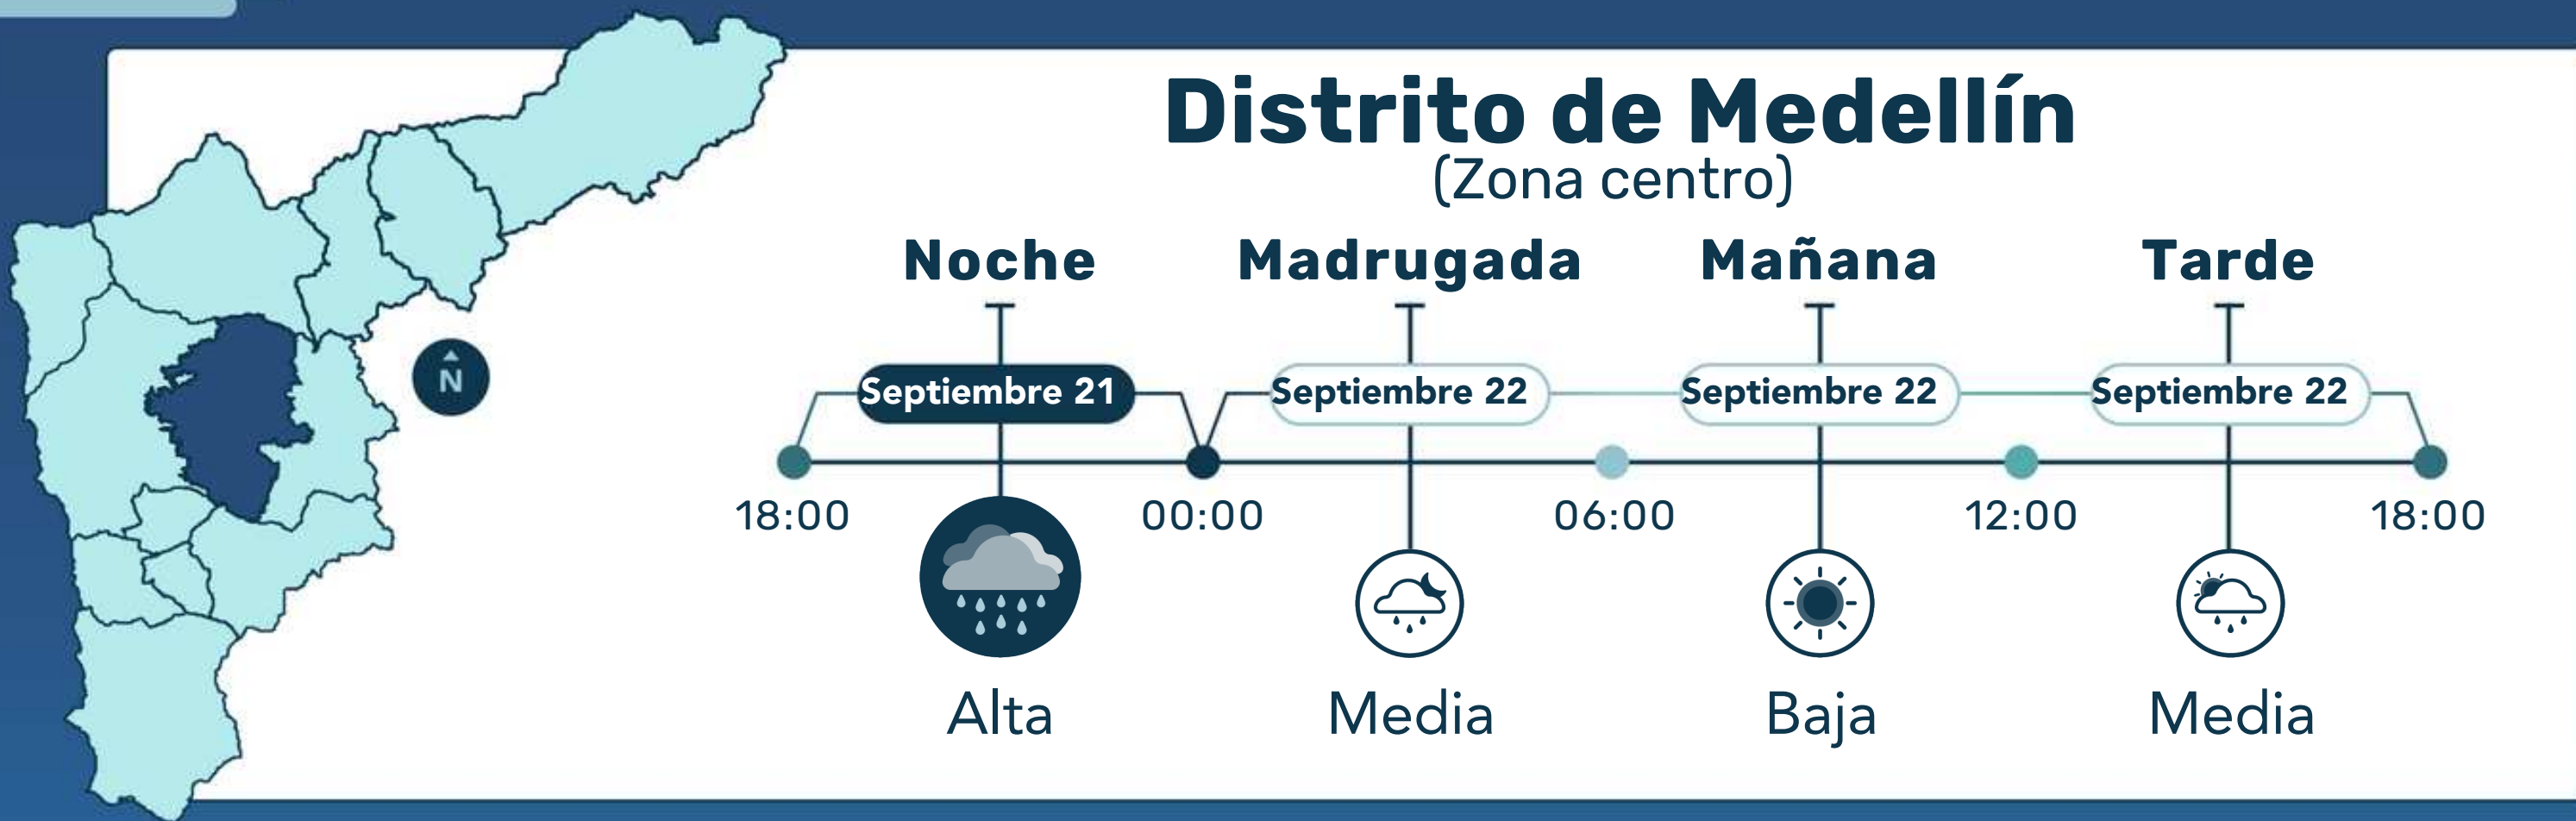 Distrito de Medellín
(Zona centro)
Noche Madrugada Mañana Tarde
Septiembre 21 Septiembre 22 Septiembre 22 Septiembre 22
N
18:00 00:00 06:00 12:00 18:00
Alta Media Baja Media